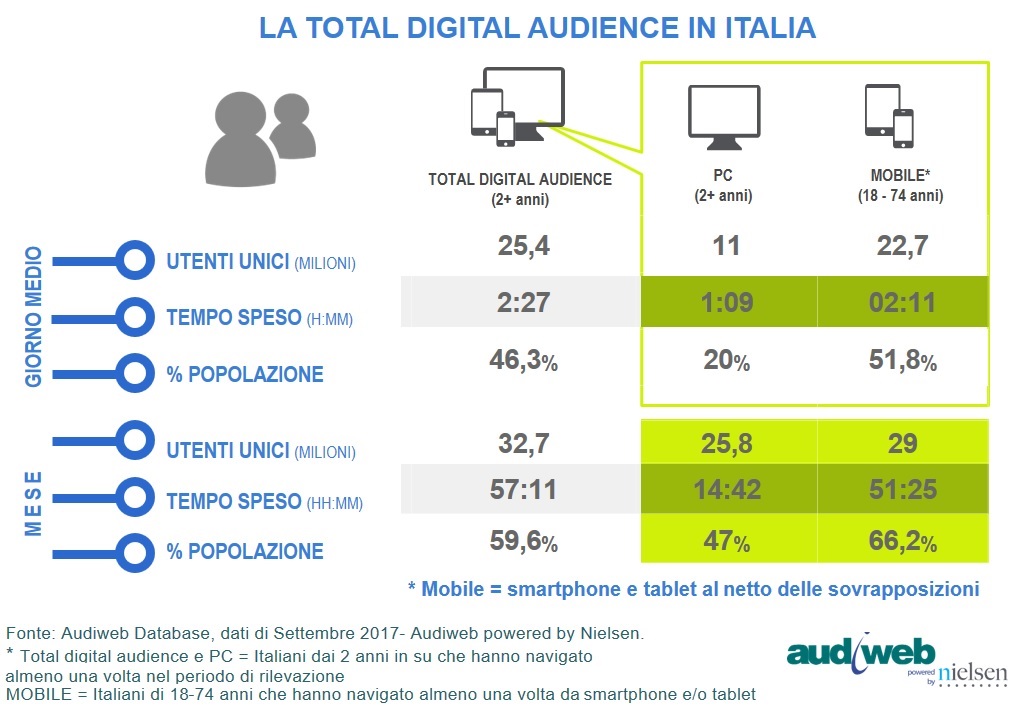 LA TOTAL DIGITAL AUDIENCE IN ITALIA
TOTAL DIGITAL AUDIENCE
(2+ anni)
PC
(2+ anni)
MOBILE*
(18 - 74 anni)
GIORNO MEDIO
UTENTI UNICI (MILIONI) 25,4 11 22,7
TEMPO SPESO (H:MM) 2:27 1:09 02:11
% POPOLAZIONE 46,3% 20% 51,8%
MESE
UTENTI UNICI (MILIONI) 32,7 25,8 29
TEMPO SPESO (HH:MM) 57:11 14:42 51:25
% POPOLAZIONE 59,6% 47% 66,2%
* Mobile = smartphone e tablet al netto delle sovrapposizioni
Fonte: Audiweb Database, dati di Settembre 2017- Audiweb powered by Nielsen.
* Total digital audience e PC = Italiani dai 2 anni in su che hanno navigato
almeno una volta nel periodo di rilevazione
MOBILE = Italiani di 18-74 anni che hanno navigato almeno una volta da smartphone e/o tablet
audiweb
powered
by nielsen